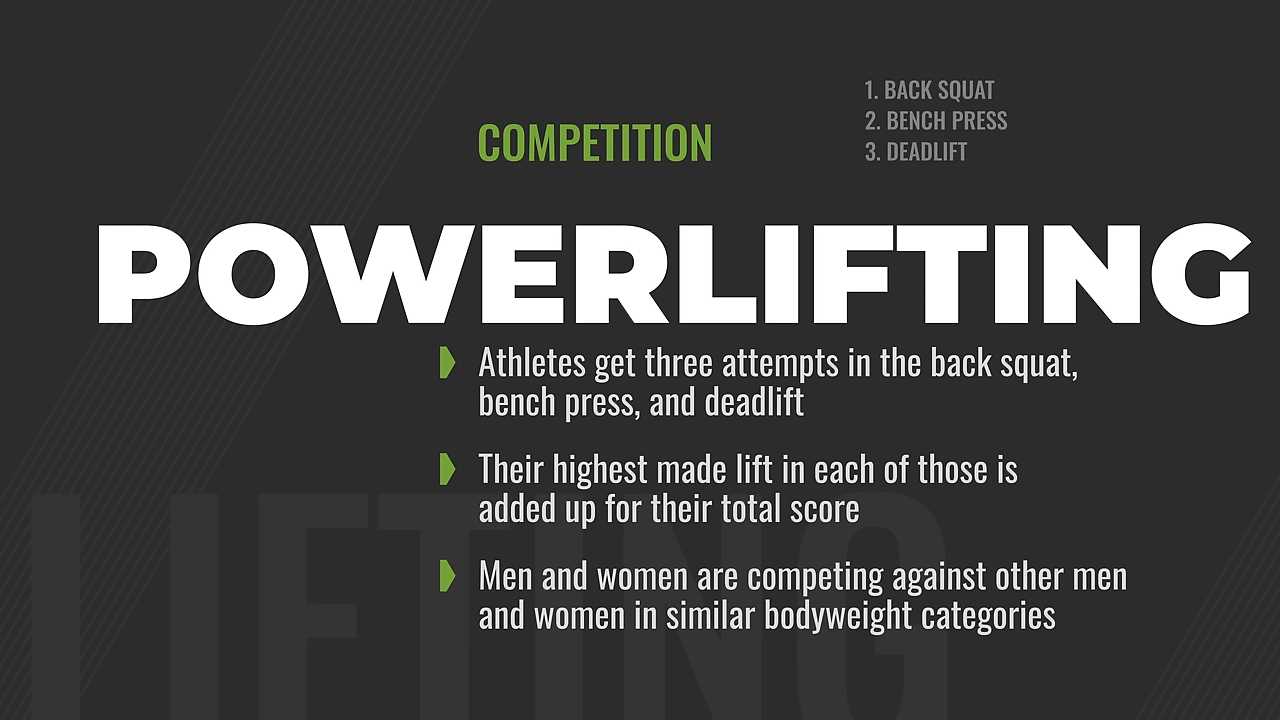 1. BACK SQUAT
2. BENCH PRESS
3. DEADLIFT
COMPETITION
POWERLIFTING
Athletes get three attempts in the back squat,
bench press, and deadlift
Their highest made lift in each of those is
added up for their total score
Men and women are competing against other men
and women in similar bodyweight categories
LIFTING